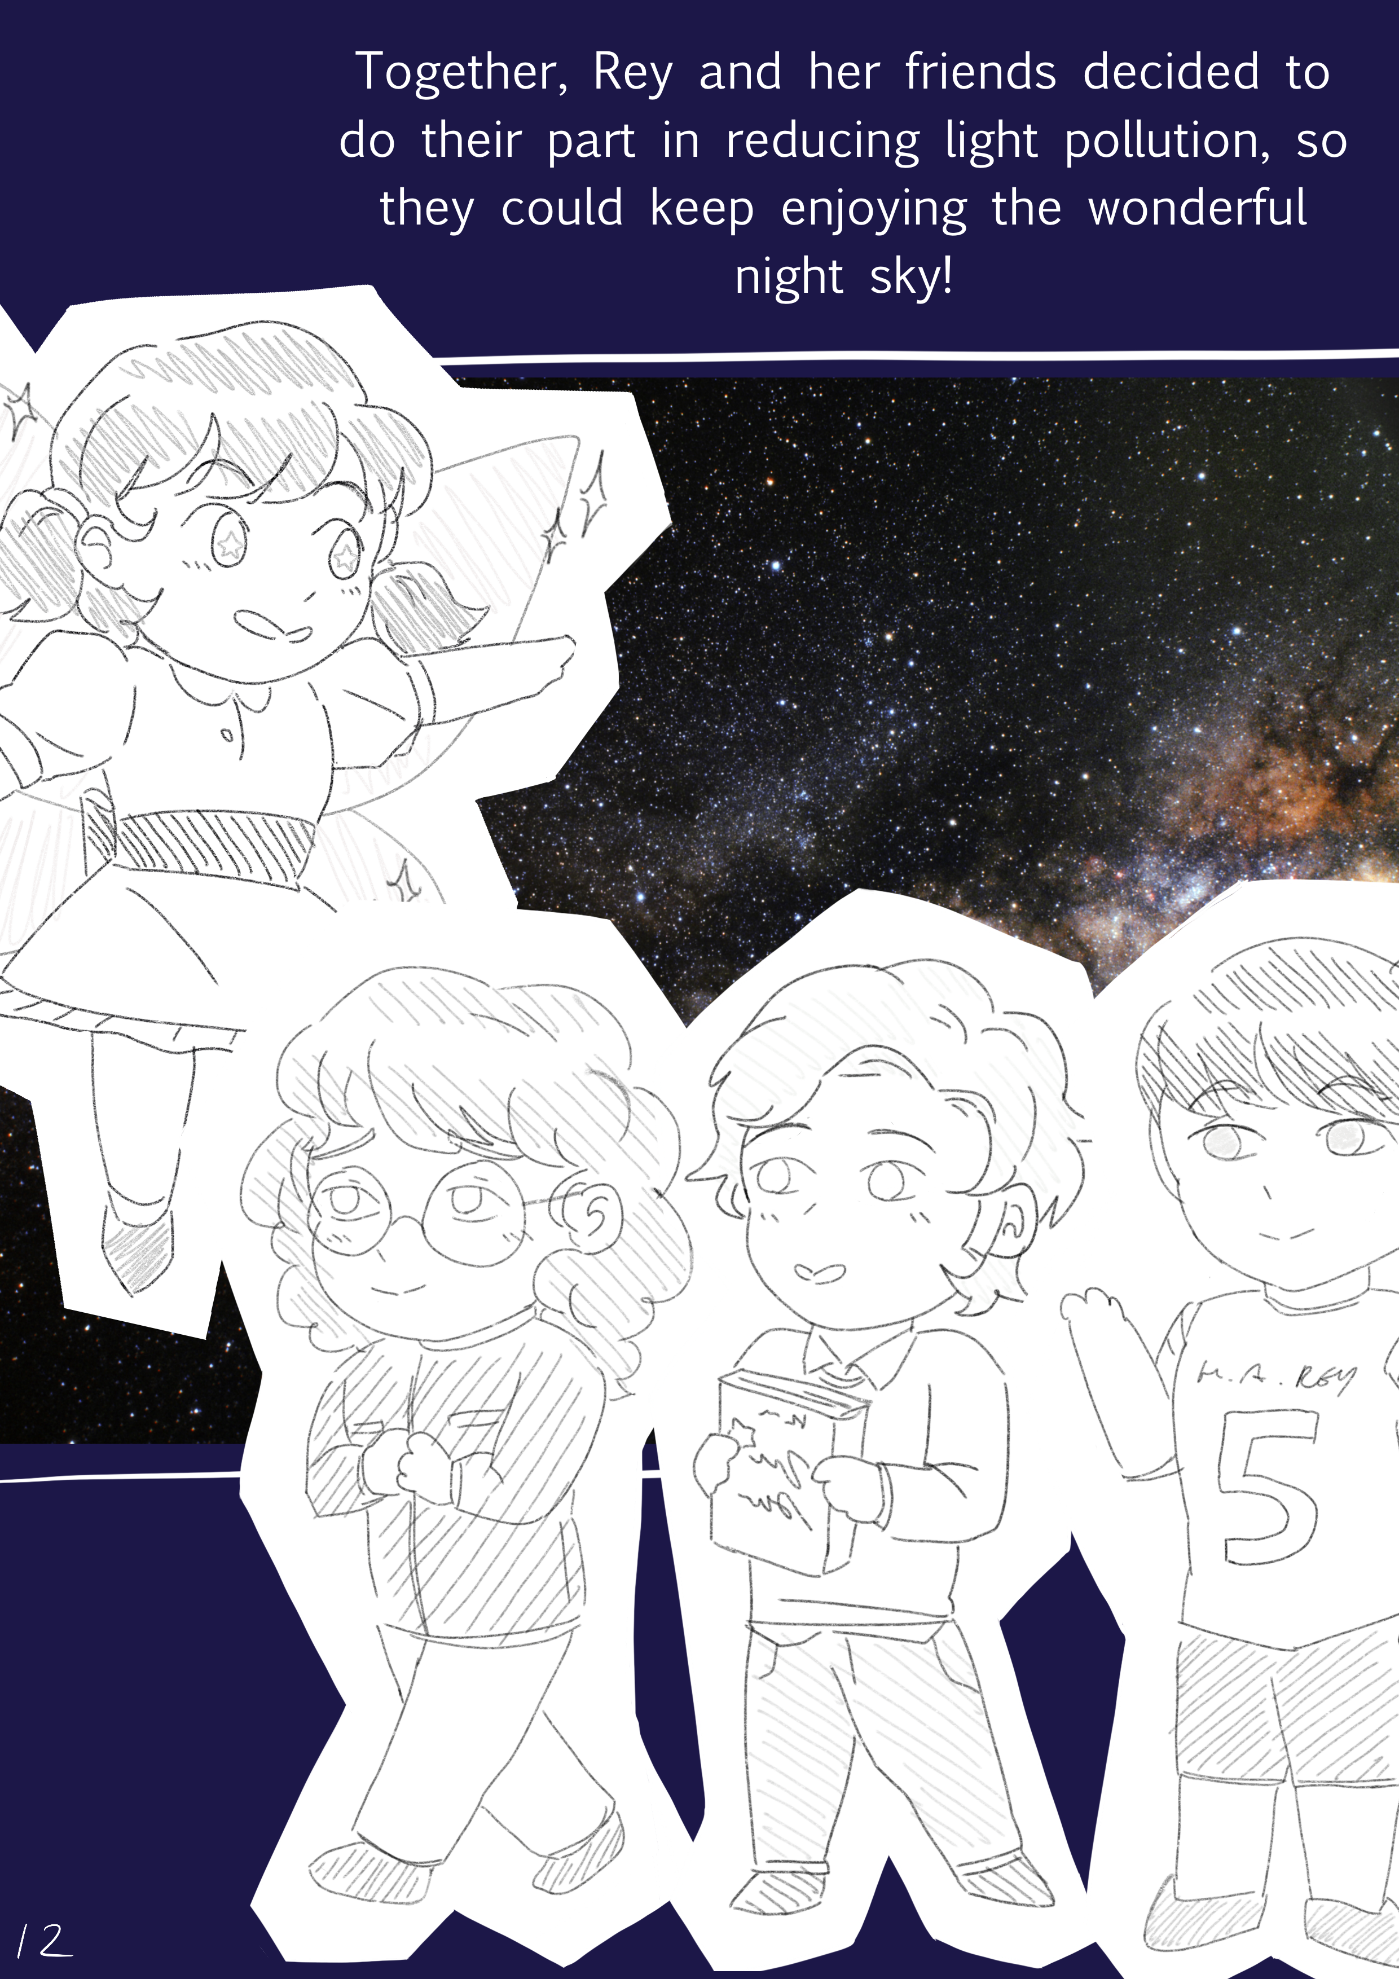 Together, Rey and her friends decided to
do their part in reducing light pollution, so
they could keep enjoying the wonderful
night sky!
H. A. REY
5
12